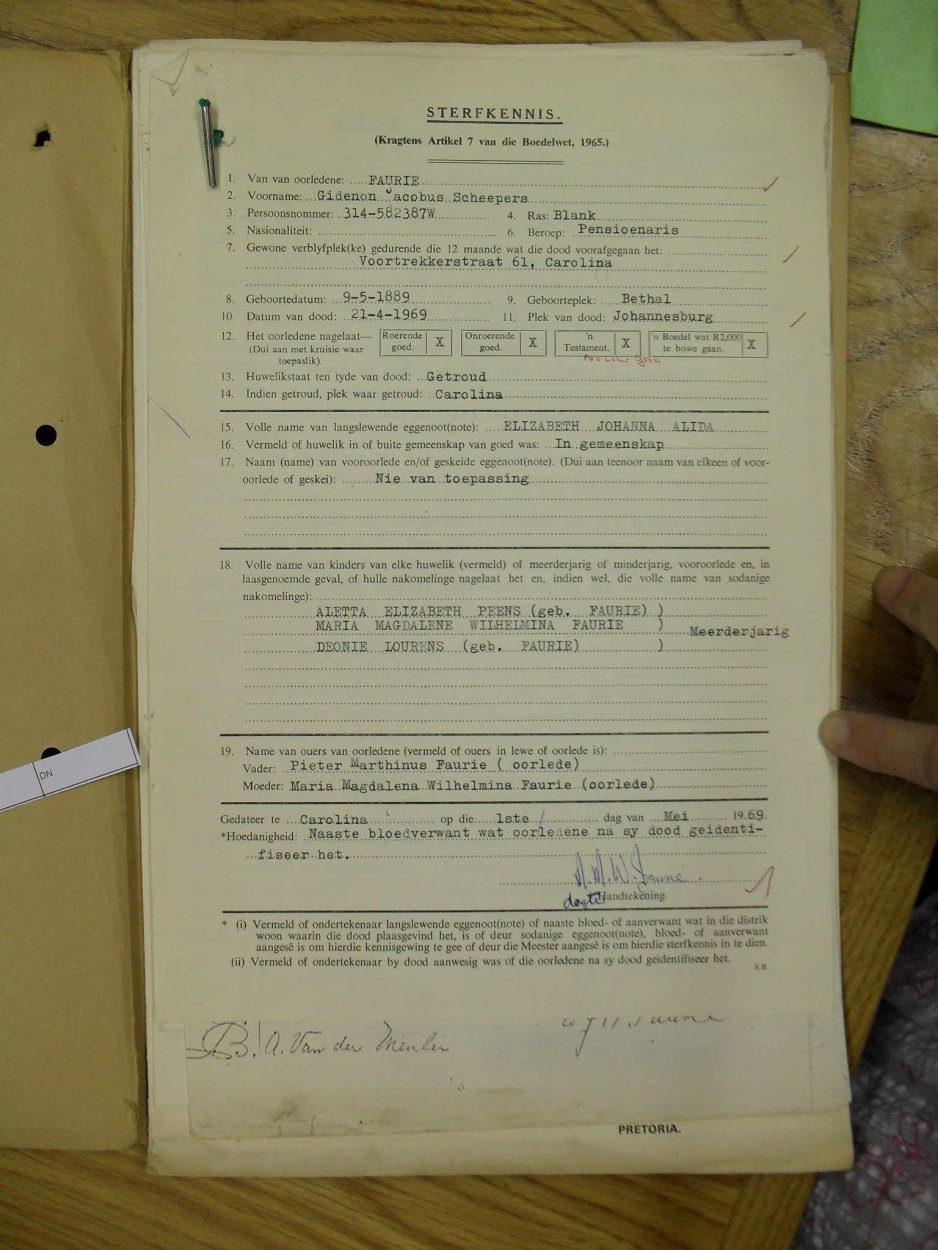 STERFKENNIS.
(Kragtens Artikel 7 van die Boedelwet, 1965.)
1. Van van oorledene: FAURIE
2. Voorname: Gidenon Jacobus Scheepers
3. Persoonsnommer: 314-582387W 4. Ras: Blank
5. Nasionaliteit: 6. Beroep: Pensioenaris
7. Gewone verblyfplek(ke) gedurende die 12 maande wat die dood voorafgegaan het:
Voortrekkerstraat 61, Carolina
8. Geboortedatum: 9-5-1889 9. Geboorteplek: Bethal
10. Datum van dood: 21-4-1969 11. Plek van dood: Johannesburg
12. Het oorledene nagelaat— (Dui aan met kruisie waar toepaslik). Roerende goed. X Onroerende goed. X 'n Testament. X 'n Boedel wat R2,000 te bowe gaan. X
13. Huwelikstaat ten tyde van dood: Getroud
14. Indien getroud, plek waar getroud: Carolina
15. Volle name van langslewende eggenoot(note): ELIZABETH JOHANNA ALIDA
16. Vermeld of huwelik in of buite gemeenskap van goed was: In gemeenskap
17. Naam (name) van vooroorlede en/of geskeide eggenoot(note). (Dui aan teenoor naam van elkeen of voor-
oorlede of geskei): Nie van toepassing
18. Volle name van kinders van elke huwelik (vermeld) of meerderjarig of minderjarig, vooroorlede en, in
laasgenoemde geval, of hulle nakomelinge nagelaat het en, indien wel, die volle name van sodanige
nakomelinge):
ALETTA ELIZABETH PEENS (geb. FAURIE) )
MARIA MAGDALENE WILHELMINA FAURIE ) Meerderjarig
DEONIE LOURENS (geb. FAURIE) )
19. Name van ouers van oorledene (vermeld of ouers in lewe of oorlede is):
Vader: Pieter Marthinus Faurie ( oorlede)
Moeder: Maria Magdalena Wilhelmina Faurie (oorlede)
Gedateer te Carolina op die 1ste dag van Mei 1969.
*Hoedanigheid: Naaste bloedverwant wat oorledene na sy dood geidenti-
fiseer het.
M. M. W. Faurie.
dogter Handtekening.
* (i) Vermeld of ondertekenaar langslewende eggenoot(note) of naaste bloed- of aanverwant wat in die distrik
woon waarin die dood plaasgevind het, is of deur sodanige eggenoot(note), bloed- of aanverwant
aangesê is om hierdie kennisgewing te gee of deur die Meester aangesê is om hierdie sterfkennis in te dien.
(ii) Vermeld of ondertekenaar by dood aanwesig was of die oorledene na sy dood geidentifiseer het.
S.B.
B. A. Van der Meulen
PRETORIA.
DN